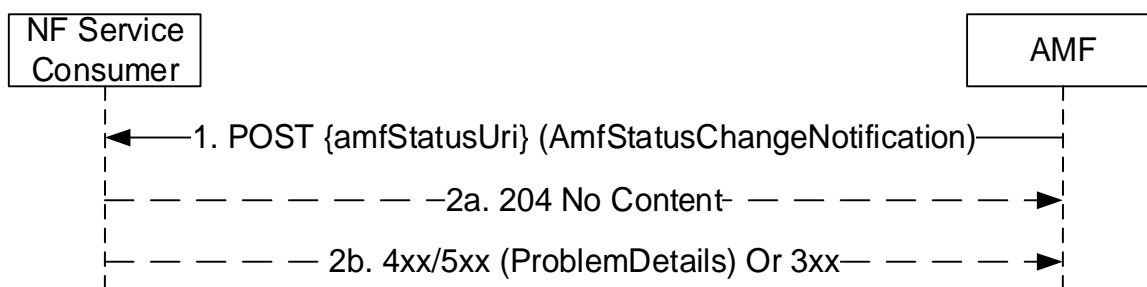 NF Service
Consumer
AMF
1. POST {amfStatusUri} (AmfStatusChangeNotification)
2a. 204 No Content
2b. 4xx/5xx (ProblemDetails) Or 3xx